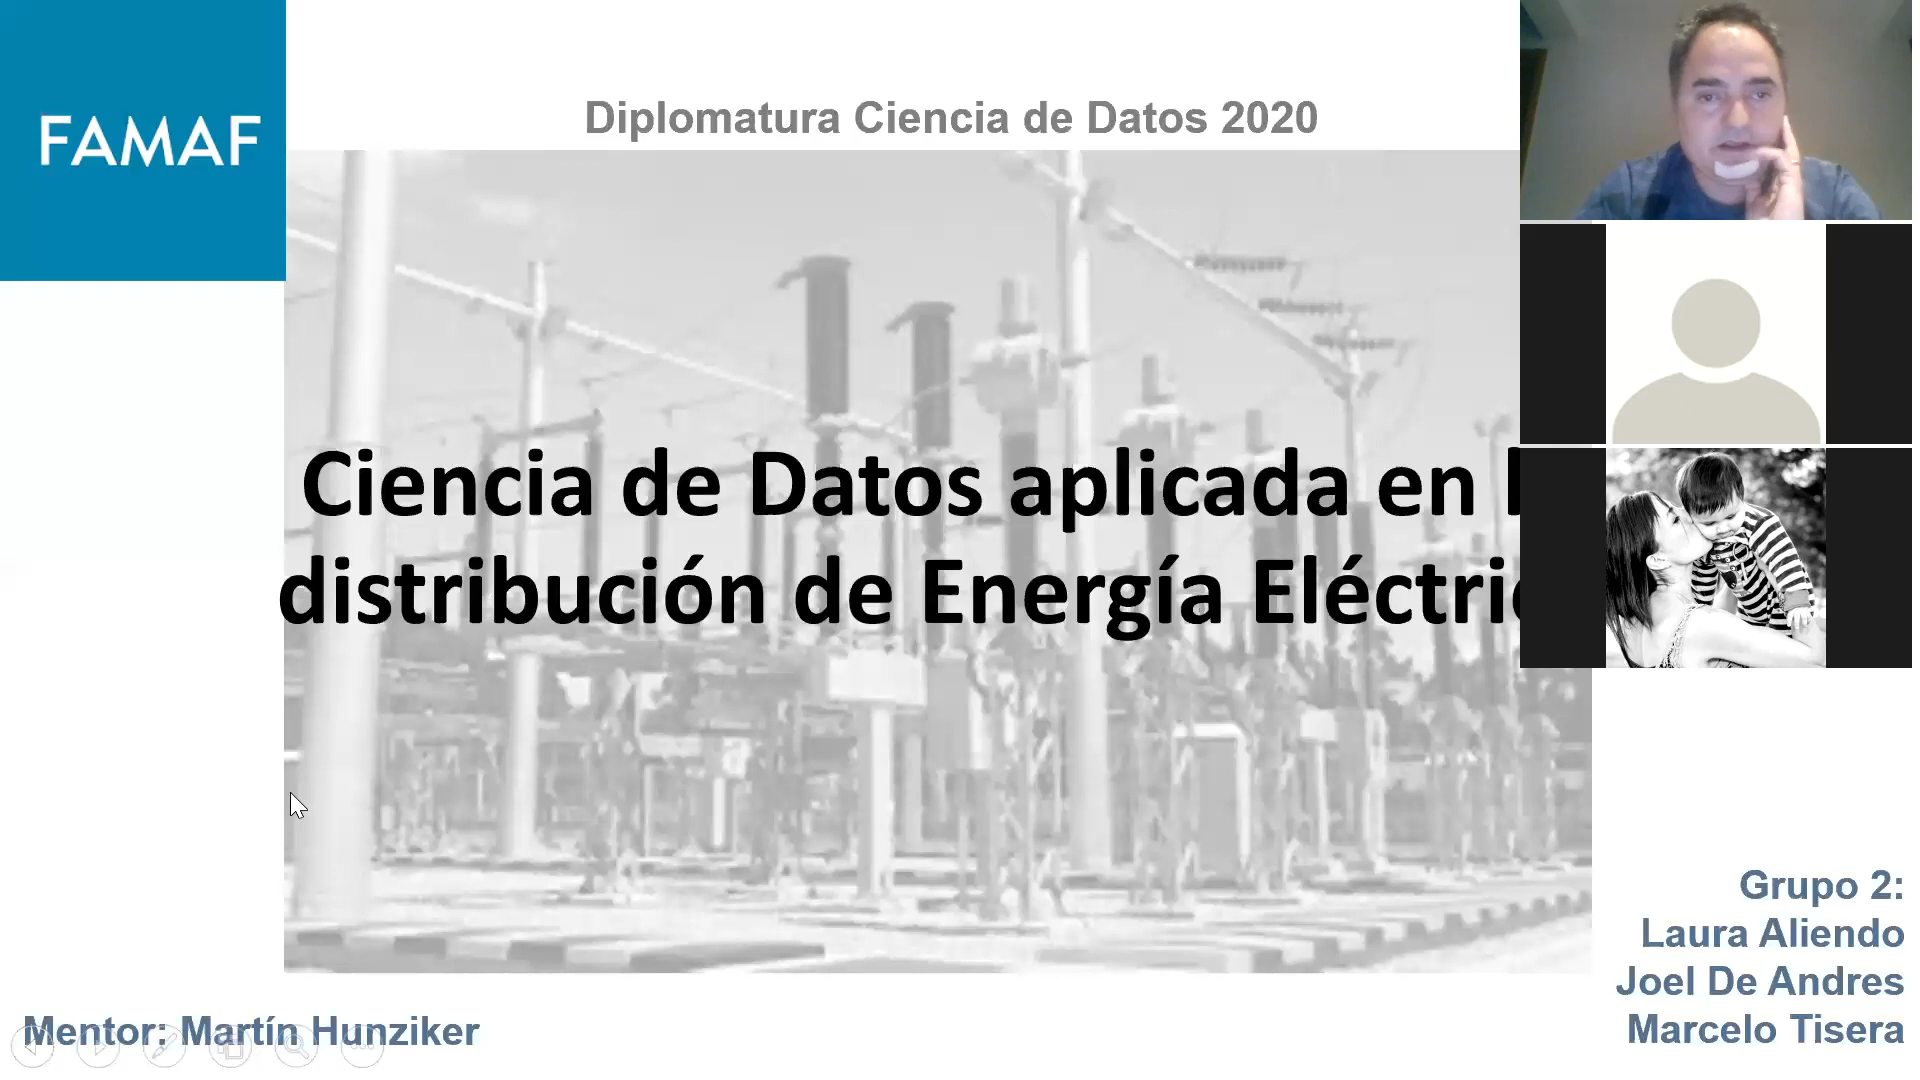 FAMAF
Diplomatura Ciencia de Datos 2020
Ciencia de Datos aplicada en
distribución de Energía Eléctric
Grupo 2:
Laura Aliendo
Joel De Andres
Marcelo Tisera
Mentor: Martín Hunziker